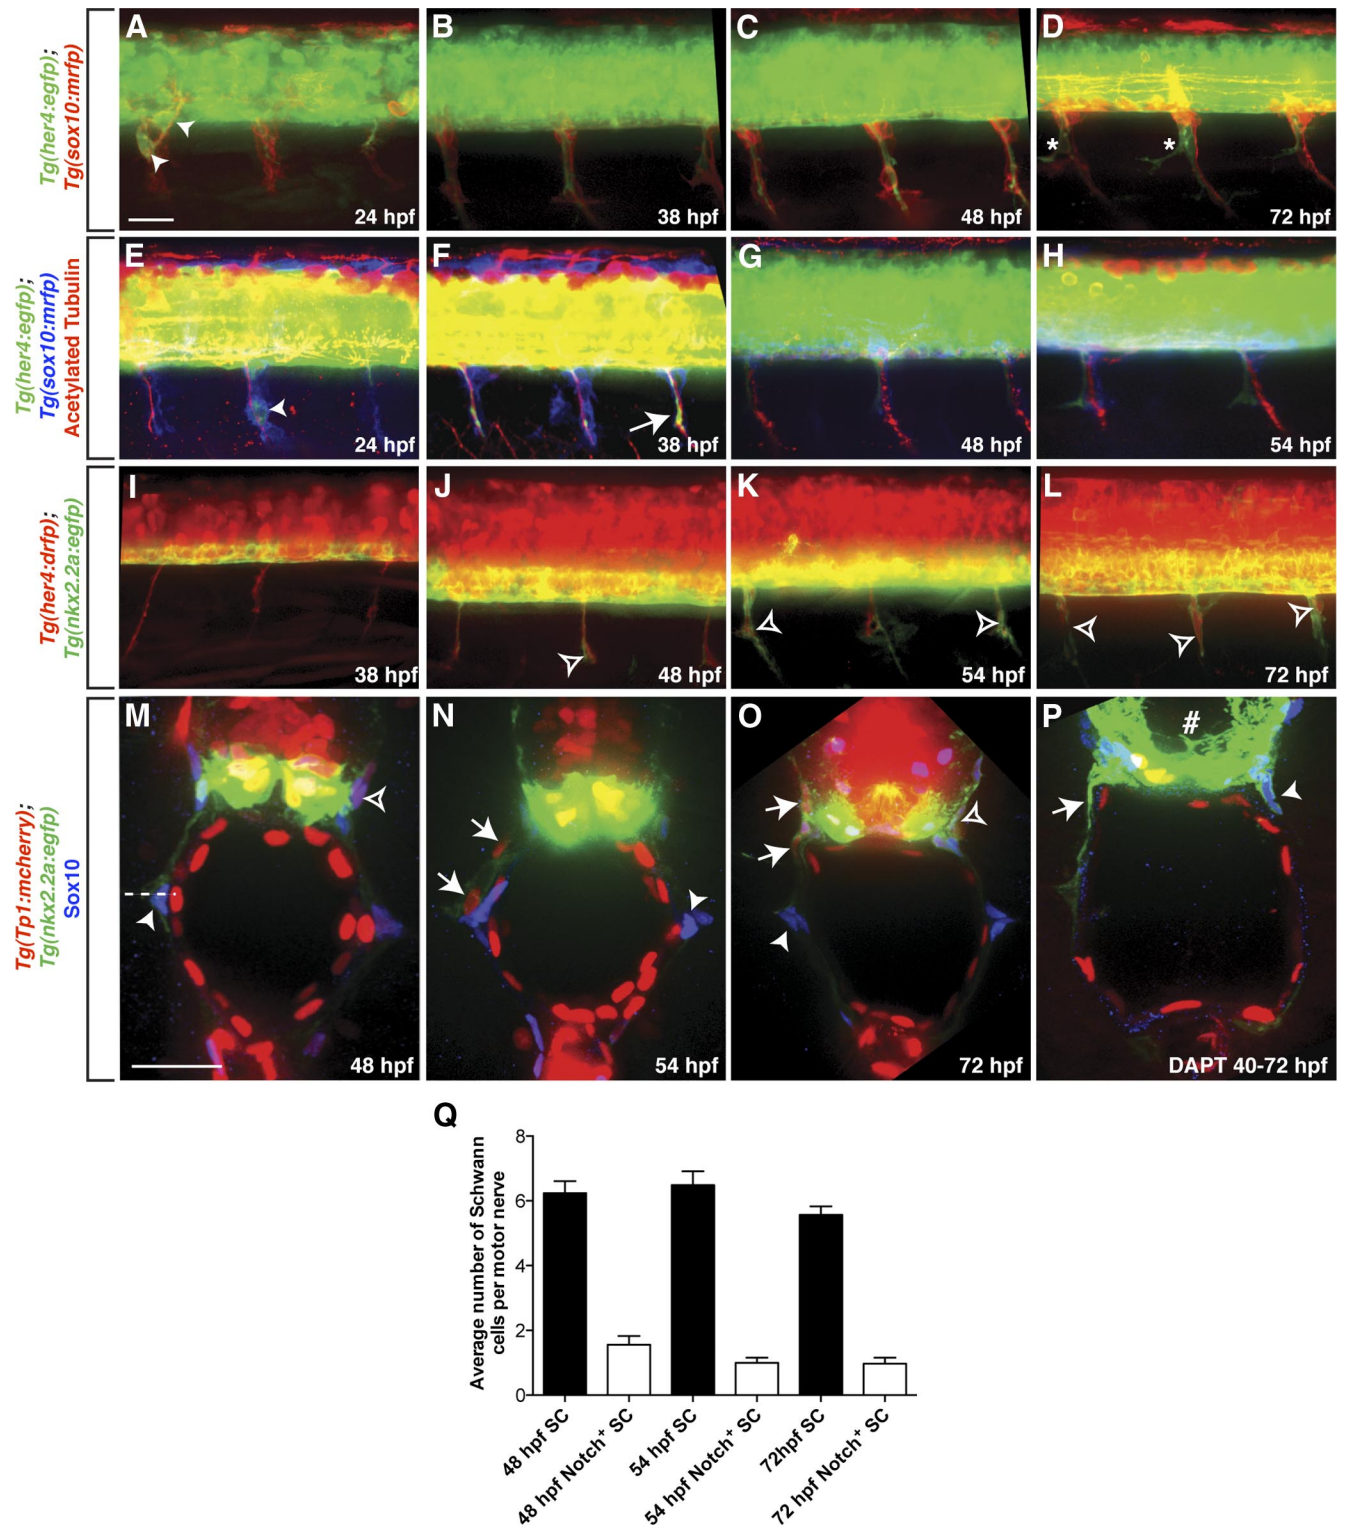 Tg(her4:egfp);
Tg(sox10:mrfp)
A
24 hpf
B
38 hpf
C
48 hpf
D
*
*
72 hpf
Tg(her4:egfp);
Tg(sox10:mrfp)
Acetylated Tubulin
E
24 hpf
F
38 hpf
G
48 hpf
H
54 hpf
Tg(her4:drfp);
Tg(nkx2.2a:egfp)
I
38 hpf
J
48 hpf
K
54 hpf
L
72 hpf
Tg(Tp1:mcherry);
Tg(nkx2.2a:egfp)
Sox10
M
48 hpf
N
54 hpf
O
72 hpf
P
#
DAPT 40-72 hpf
Q
Average number of Schwann
cells per motor nerve
8
6
4
2
0
48 hpf SC
48 hpf Notch⁺ SC
54 hpf SC
54 hpf Notch⁺ SC
72hpf SC
72 hpf Notch⁺ SC